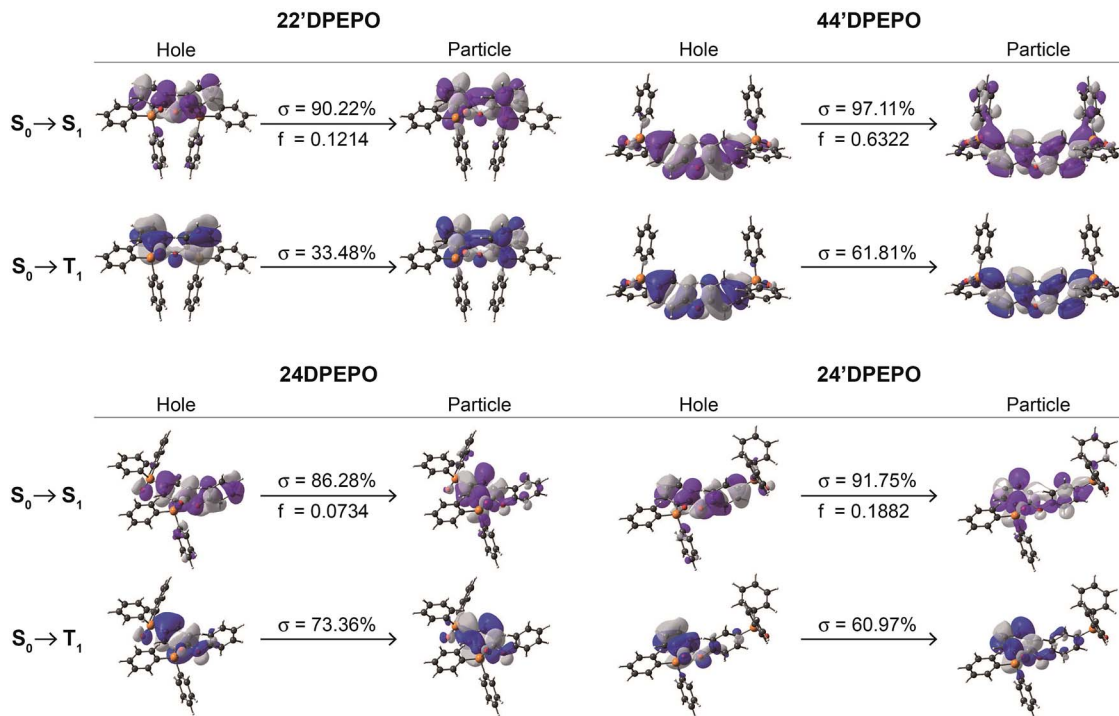 22'DPEPO 44'DPEPO
Hole Particle Hole Particle
S0 → S1 σ = 90.22% σ = 97.11%
f = 0.1214 f = 0.6322
S0 → T1 σ = 33.48% σ = 61.81%
24DPEPO 24'DPEPO
Hole Particle Hole Particle
S0 → S1 σ = 86.28% σ = 91.75%
f = 0.0734 f = 0.1882
S0 → T1 σ = 73.36% σ = 60.97%